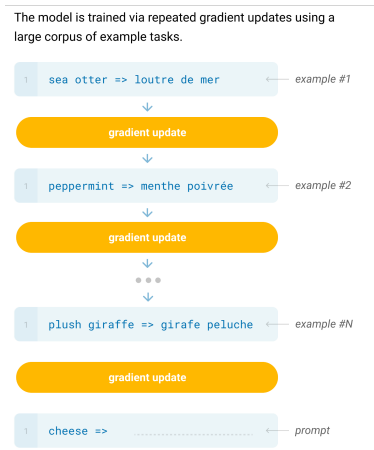 The model is trained via repeated gradient updates using a
large corpus of example tasks.
1 sea otter => loutre de mer example #1
gradient update
1 peppermint => menthe poivrée example #2
gradient update
1 plush giraffe => girafe peluche example #N
gradient update
1 cheese => prompt